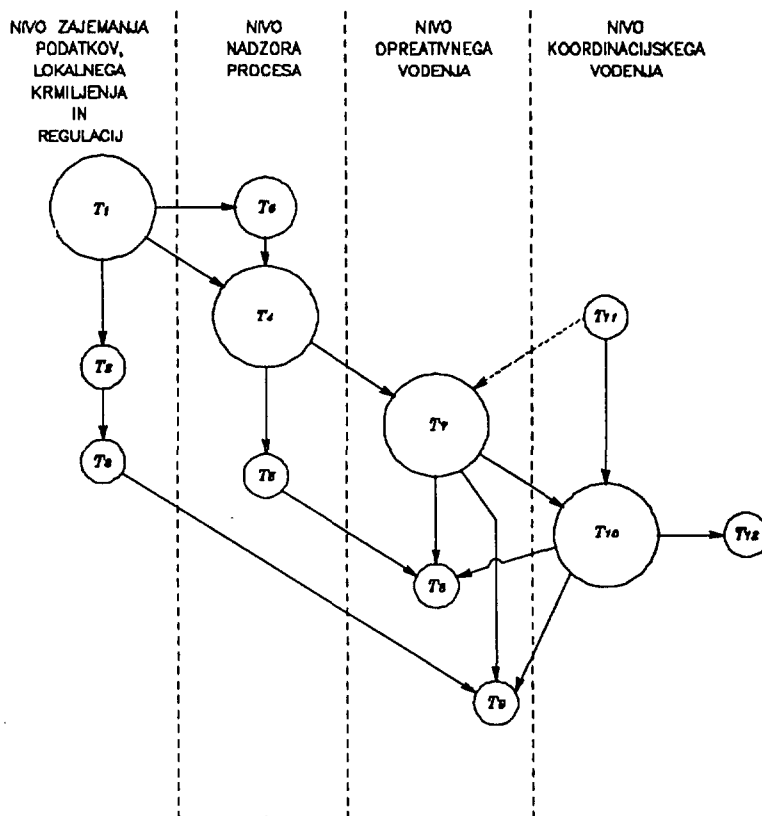 NIVO ZAJEMANJA
PODATKOV,
LOKALNEGA
KRMILJENJA
IN
REGULACIJ
NIVO
NADZORA
PROCESA
NIVO
OPREATIVNEGA
VODENJA
NIVO
KOORDINACIJSKEGA
VODENJA
T1
T6
T4
T11
T2
T7
T3
T5
T10
T12
T8
T9